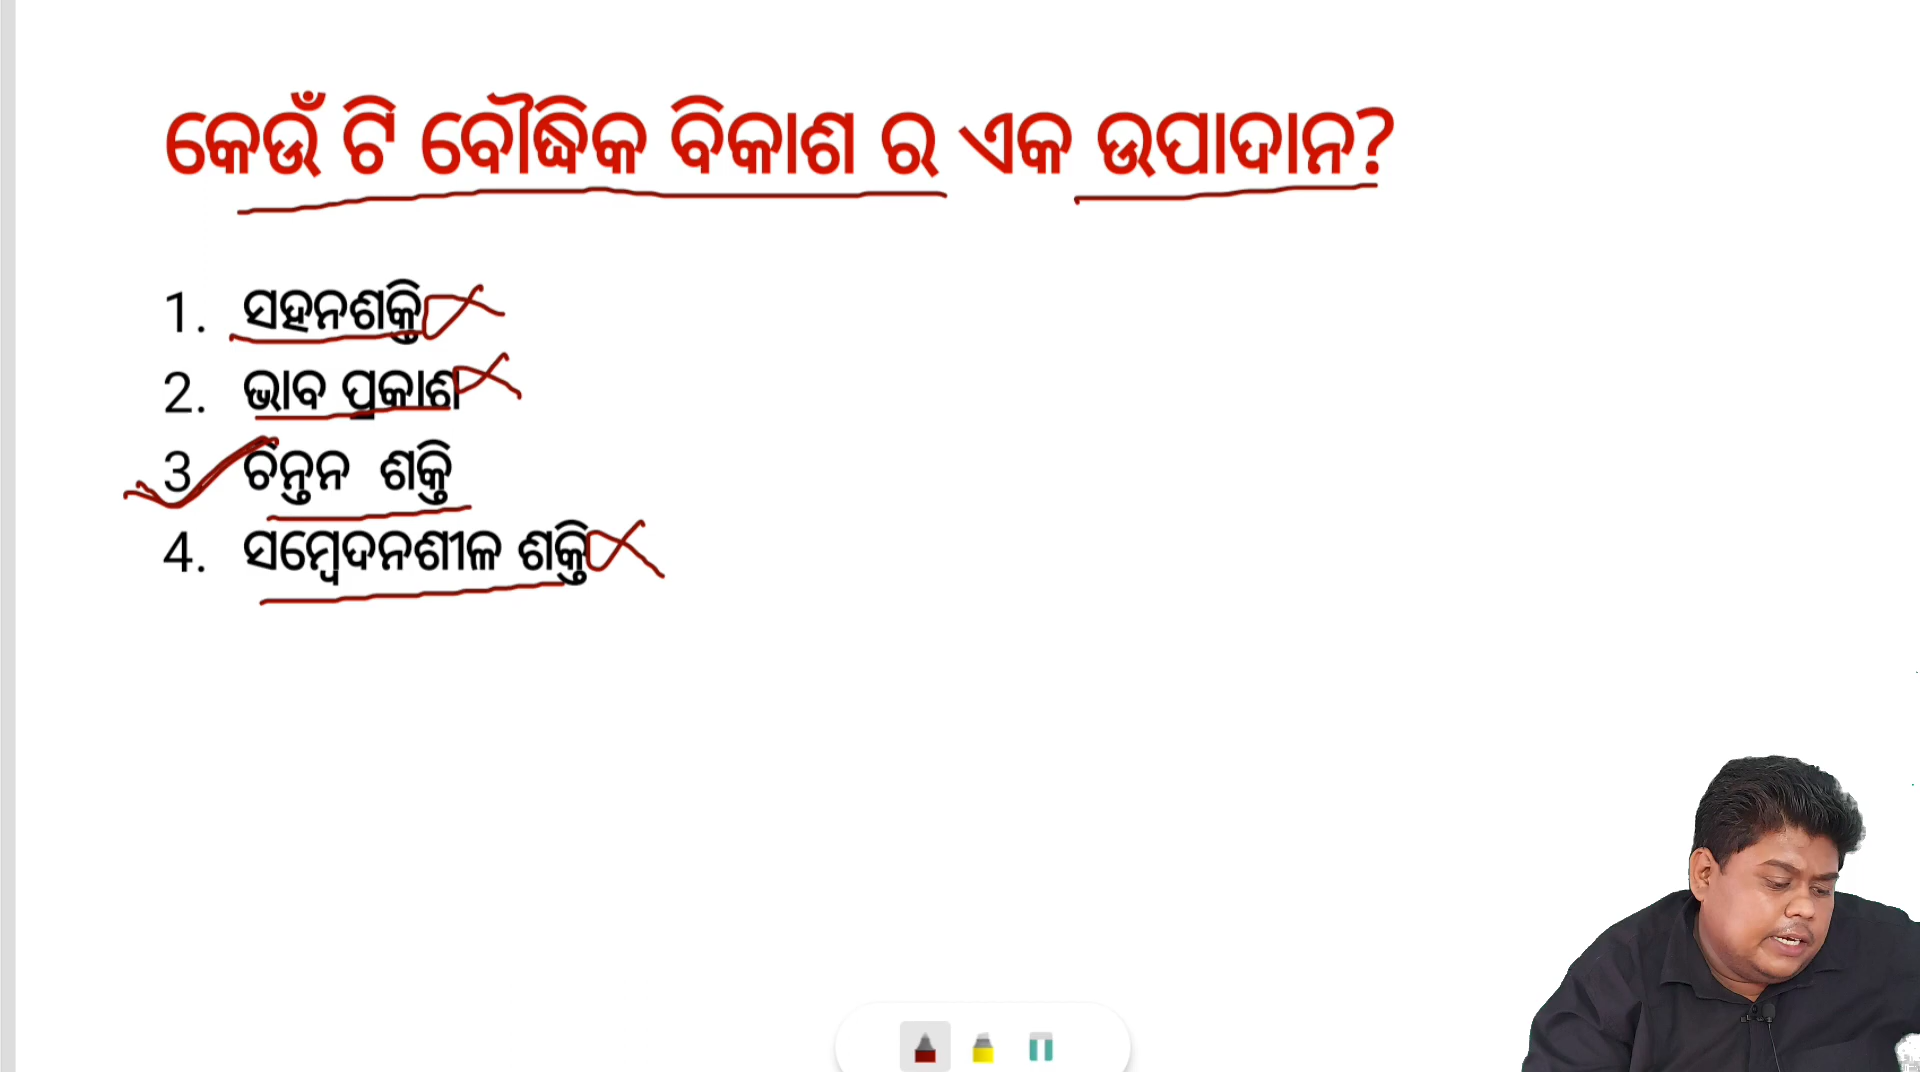 କେଉଁ ଟି ବୌଦ୍ଧିକ ବିକାଶ ର ଏକ ଉପାଦାନ?
1. ସହନଶକ୍ତି
2. ଭାବ ପ୍ରକାଶ
3. ଚିନ୍ତନ ଶକ୍ତି
4. ସମ୍ବେଦନଶୀଳ ଶକ୍ତି